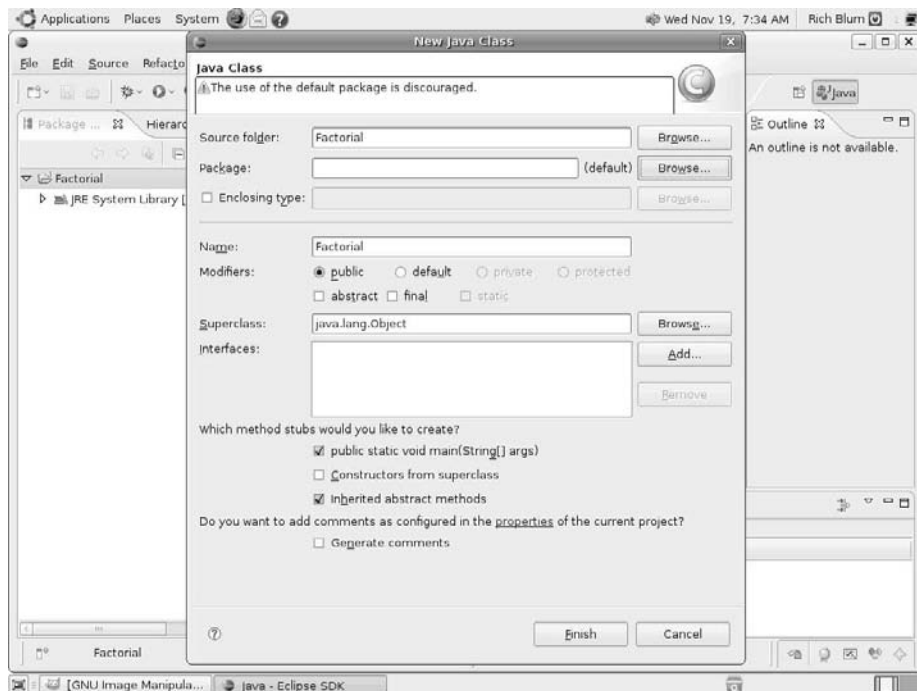 Applications Places System
Wed Nov 19, 7:34 AM Rich Blum
New Java Class
File Edit Source Refacto
Java Class
The use of the default package is discouraged.
Java
Package ... Hierarc
Outline
An outline is not available.
Source folder: Factorial Browse...
Package: (default) Browse...
Factorial
Enclosing type: Browse...
JRE System Library [
Name: Factorial
Modifiers: public default private protected
abstract final static
Superclass: java.lang.Object Browse...
Interfaces: Add...
Remove
Which method stubs would you like to create?
public static void main(String[] args)
Constructors from superclass
Inherited abstract methods
Do you want to add comments as configured in the properties of the current project?
Generate comments
Finish Cancel
Factorial
[GNU Image Manipula... Java - Eclipse SDK